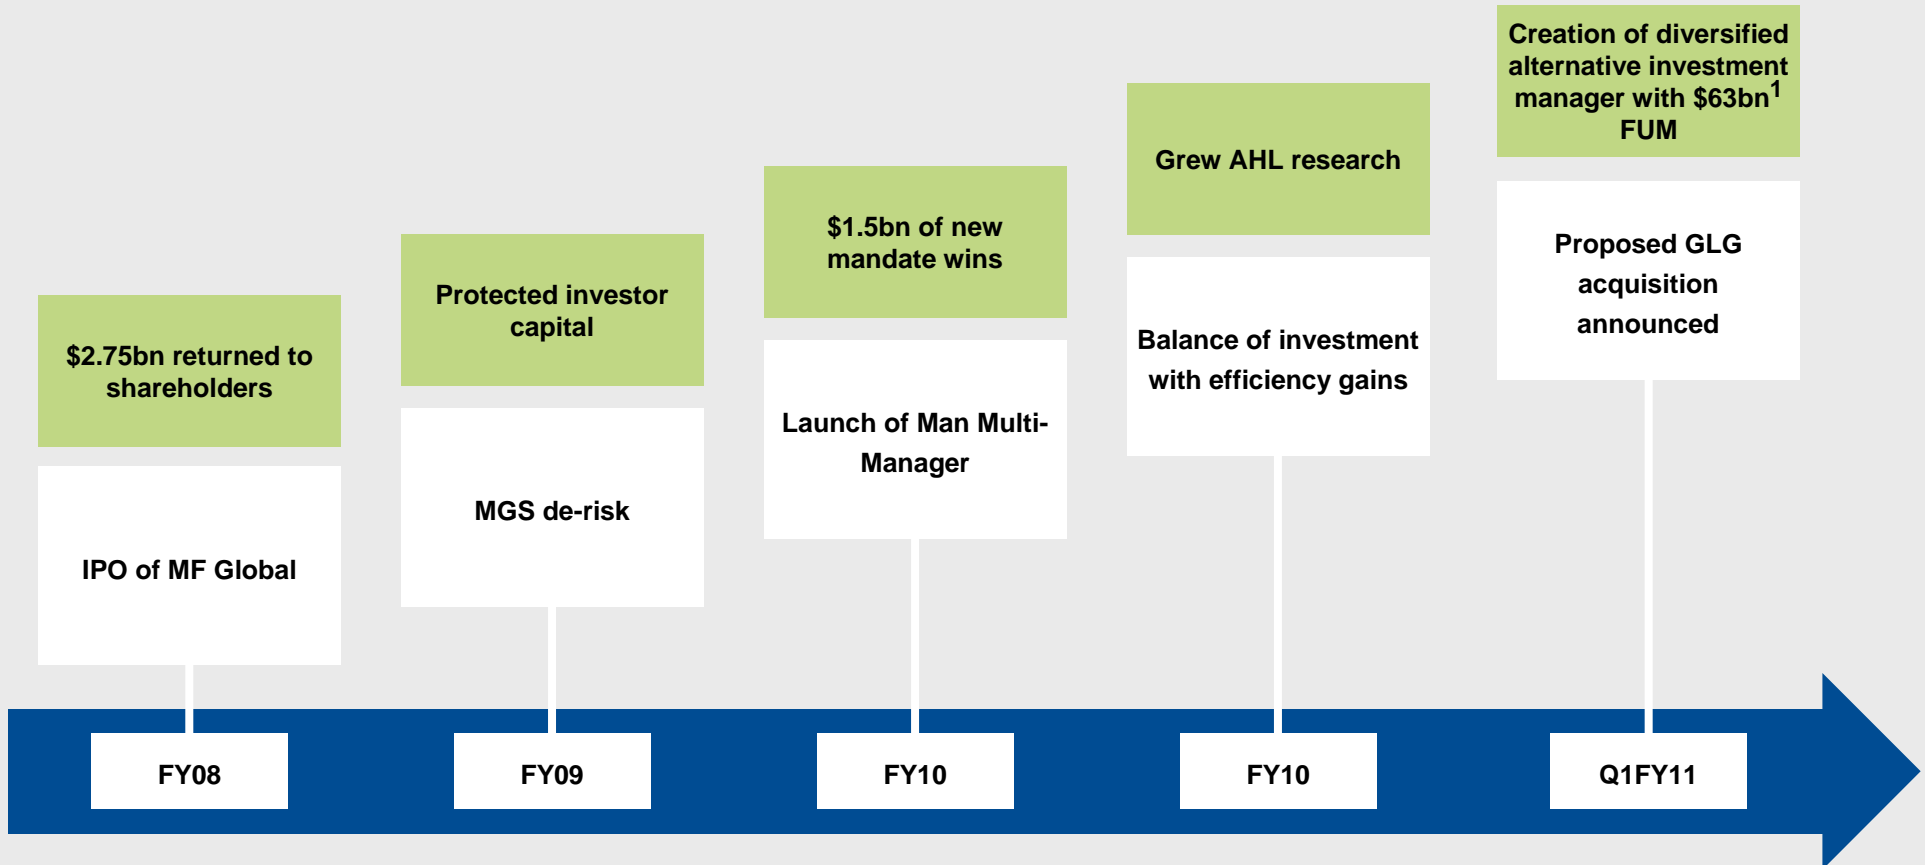 $2.75bn returned to
shareholders
IPO of MF Global
FY08
Protected investor
capital
MGS de-risk
FY09
$1.5bn of new
mandate wins
Launch of Man Multi-
Manager
FY10
Grew AHL research
Balance of investment
with efficiency gains
FY10
Creation of diversified
alternative investment
manager with $63bn1
FUM
Proposed GLG
acquisition
announced
Q1FY11